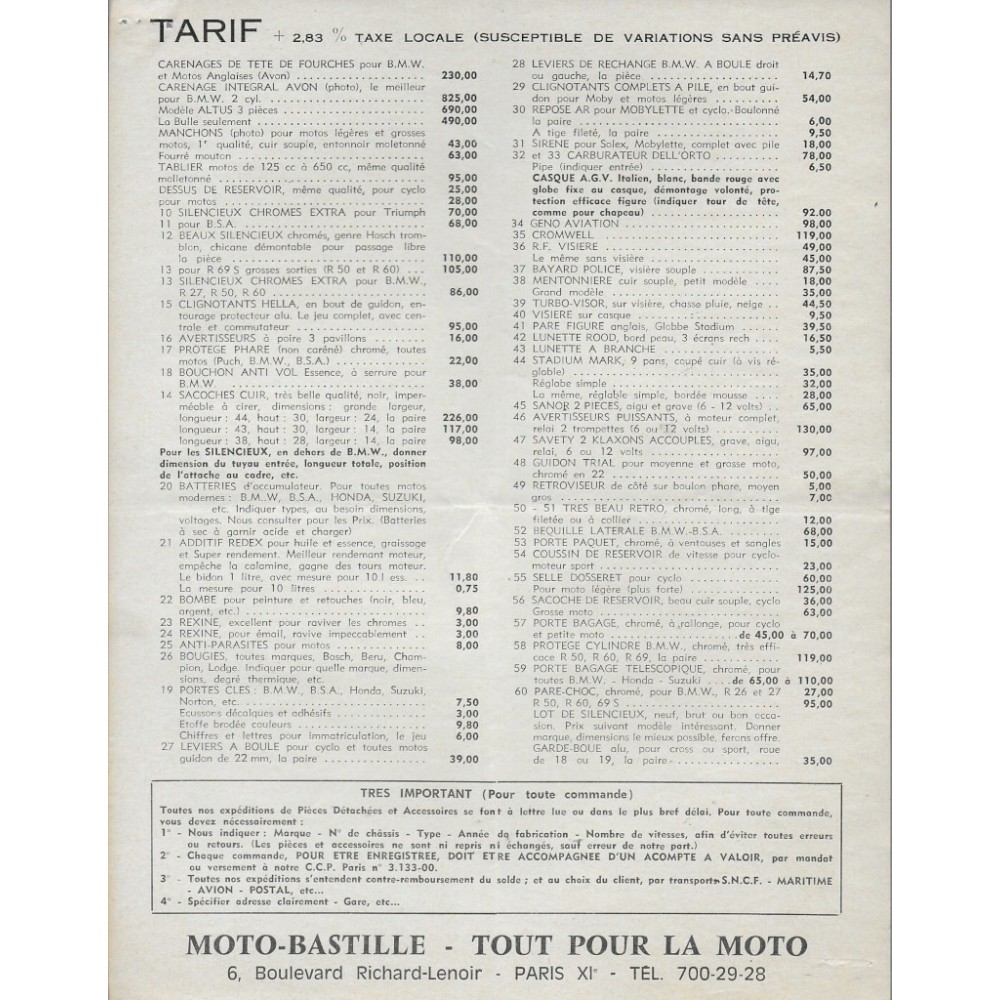 TARIF + 2,83 % TAXE LOCALE (SUSCEPTIBLE DE VARIATIONS SANS PRÉAVIS)
CARENAGES DE TETE DE FOURCHES pour B.M.W.
et Motos Anglaises (Avon) .................... 230,00
CARENAGE INTEGRAL AVON (photo), le meilleur
pour B.M.W. 2 cyl. .................... 825,00
Modèle ALTUS 3 pièces .................... 690,00
La Bulle seulement .................... 490,00
MANCHONS (photo) pour motos légères et grosses
motos, 1° qualité, cuir souple, entonnoir moletonné 43,00
Fourré mouton .................... 63,00
TABLIER motos de 125 cc à 650 cc, même qualité
molletonné .................... 95,00
DESSUS DE RESERVOIR, même qualité, pour cyclo 25,00
pour motos .................... 28,00
10 SILENCIEUX CHROMES EXTRA pour Triumph 70,00
11 pour B.S.A. .................... 68,00
12 BEAUX SILENCIEUX chromés, genre Hosch trom-
blon, chicane démontable pour passage libre
la pièce .................... 110,00
13 pour R 69 S grosses sorties (R 50 et R 60) ... 105,00
13 SILENCIEUX CHROMES EXTRA pour B.M.W.,
R 27, R 50, R 60 .................... 86,00
15 CLIGNOTANTS HELLA, en bout de guidon, en-
tourage protecteur alu. Le jeu complet, avec cen-
trale et commutateur .................... 95,00
16 AVERTISSEURS à poire 3 pavillons .......... 16,00
17 PROTEGE PHARE (non caréné) chromé, toutes
motos (Puch, B.M.W., B.S.A.) .......... 22,00
18 BOUCHON ANTI VOL Essence, à serrure pour
B.M.W. .................... 38,00
14 SACOCHES CUIR, très belle qualité, noir, imper-
méable à cirer, dimensions : grande largeur,
longueur : 44, haut : 30, largeur : 24, la paire 226,00
longueur : 43, haut : 30, largeur : 14, la paire 117,00
longueur : 38, haut : 28, largeur : 14, la paire 98,00
Pour les SILENCIEUX, en dehors de B.M.W., donner
dimension du tuyau entrée, longueur totale, position
de l'attache au cadre, etc.
20 BATTERIES d'accumulateur. Pour toutes motos
modernes : B.M..W, B.S.A., HONDA, SUZUKI,
etc. Indiquer types, au besoin dimensions,
voltages. Nous consulter pour les Prix. (Batteries
à sec à garnir acide et charger)
21 ADDITIF REDEX pour huile et essence, graissage
et Super rendement. Meilleur rendemant moteur,
empêche la calamine, gagne des tours moteur.
Le bidon 1 litre, avec mesure pour 10 l ess. .. 11,80
La mesure pour 10 litres .......... 0,75
22 BOMBE pour peinture et retouches (noir, bleu,
argent, etc.) .................... 9,80
23 REXINE, excellent pour raviver les chromes .. 3,00
24 REXINE, pour émail, ravive impeccablement .. 3,00
25 ANTI-PARASITES pour motos .......... 8,00
26 BOUGIES, toutes marques, Bosch, Beru, Cham-
pion, Lodge. Indiquer pour quelle marque, dimen-
sions, degré thermique, etc.
19 PORTES CLES : B.M.W., B.S.A., Honda, Suzuki,
Norton, etc. .................... 7,50
Ecussons décalques et adhésifs .......... 3,00
Etoffe brodée couleurs .......... 9,80
Chiffres et lettres pour immatriculation, le jeu 6,00
27 LEVIERS A BOULE pour cyclo et toutes motos
guidon de 22 mm, la paire .......... 39,00
28 LEVIERS DE RECHANGE B.M.W. A BOULE droit
ou gauche, la pièce .......... 14,70
29 CLIGNOTANTS COMPLETS A PILE, en bout gui-
don pour Moby et motos légères .......... 54,00
30 REPOSE AR pour MOBYLETTE et cyclo. Boulonné
la paire .................... 6,00
A tige fileté, la paire .......... 9,50
31 SIRENE pour Solex, Mobylette, complet avec pile 18,00
32 et 33 CARBURATEUR DELL'ORTO .......... 78,00
Pipe (indiquer entrée) .......... 6,50
CASQUE A.G.V. Italien, blanc, bande rouge avec
globe fixe au casque, démontage volonté, pro-
tection efficace figure (indiquer tour de tête,
comme pour chapeau) .......... 92.00
34 GENO AVIATION .......... 98,00
35 CROMWELL .......... 119,00
36 R.F. VISIERE .......... 49,00
Le même sans visière .......... 45,00
37 BAYARD POLICE, visière souple .......... 87,50
38 MENTONNIERE cuir souple, petit modèle .... 18,00
Grand modèle .......... 35,00
39 TURBO-VISOR, sur visière, chasse pluie, neige .. 44,50
40 VISIERE sur casque .......... 9,50
41 PARE FIGURE anglais, Globbe Stadium ...... 39,50
42 LUNETTE ROOD, bord peau, 3 écrans rech .... 16,50
43 LUNETTE A BRANCHE .......... 5,50
44 STADIUM MARK, 9 pans, coupé cuir (à vis ré-
glable) .................... 35,00
Réglobe simple .......... 32,00
La même, réglable simple, bordée mousse .... 28,00
45 SANOR 2 PIECES, aigu et grave (6 - 12 volts) .. 65,00
46 AVERTISSEURS PUISSANTS, à moteur complet,
relai 2 trompettes (6 ou 12 volts) .......... 130,00
47 SAVETY 2 KLAXONS ACCOUPLES, grave, aigu,
relai, 6 ou 12 volts .......... 97,00
48 GUIDON TRIAL pour moyenne et grosse moto,
chromé en 22 .......... 50,00
49 RETROVISEUR de côté sur boulon phare, moyen 5,00
gros .................... 7,00
50 - 51 TRES BEAU RETRO, chromé, long, à tige
filetée ou à collier .......... 12,00
52 BEQUILLE LATERALE B.M.W.-B.S.A. .......... 68,00
53 PORTE PAQUET, chromé, à ventouses et sangles 15,00
54 COUSSIN DE RESERVOIR de vitesse pour cyclo-
moteur sport .......... 23,00
55 SELLE DOSSERET pour cyclo .......... 60,00
Pour moto légère (plus forte) .......... 125,00
56 SACOCHE DE RESERVOIR, beau cuir souple, cyclo 36,00
Grosse moto .......... 63,00
57 PORTE BAGAGE, chromé, à rallonge, pour cyclo
et petite moto .......... de 45,00 à 70,00
58 PROTEGE CYLINDRE B.M.W., chromé, très effi-
cace R 50, R 60, R 69, la paire .......... 119,00
59 PORTE BAGAGE TELESCOPIQUE, chromé, pour
toutes B.M.W. - Honda - Suzuki .... de 65,00 à 110,00
60 PARE-CHOC, chromé, pour B.M.W., R 26 et 27 27,00
R 50, R 60, 69 S .......... 95,00
LOT DE SILENCIEUX, neuf, brut ou bon occa-
sion. Prix suivant modèle intéressant. Donner
marque, dimensions le mieux possible, ferons offre.
GARDE-BOUE alu, pour cross ou sport, roue
de 18 ou 19, la paire .......... 35,00
TRES IMPORTANT (Pour toute commande)
Toutes nos expéditions de Pièces Détachées et Accessoires se font à lettre lue ou dans le plus bref délai. Pour toute commande,
vous devez nécessairement :
1° - Nous indiquer : Marque - N° de châssis - Type - Année de fabrication - Nombre de vitesses, afin d'éviter toutes erreurs
ou retours. (Les pièces et accessoires ne sont ni repris ni échangés, sauf erreur de notre part.)
2° - Chaque commande, POUR ETRE ENREGISTREE, DOIT ETRE ACCOMPAGNEE D'UN ACOMPTE A VALOIR, par mandat
ou versement à notre C.C.P. Paris n° 3.133-00.
3° - Toutes nos expéditions s'entendent contre-remboursement du solde ; et au choix du client, par transports S.N.C.F. - MARITIME
- AVION - POSTAL, etc...
4° - Spécifier adresse clairement - Gare, etc...
MOTO-BASTILLE - TOUT POUR LA MOTO
6, Boulevard Richard-Lenoir - PARIS XI° - TÉL. 700-29-28